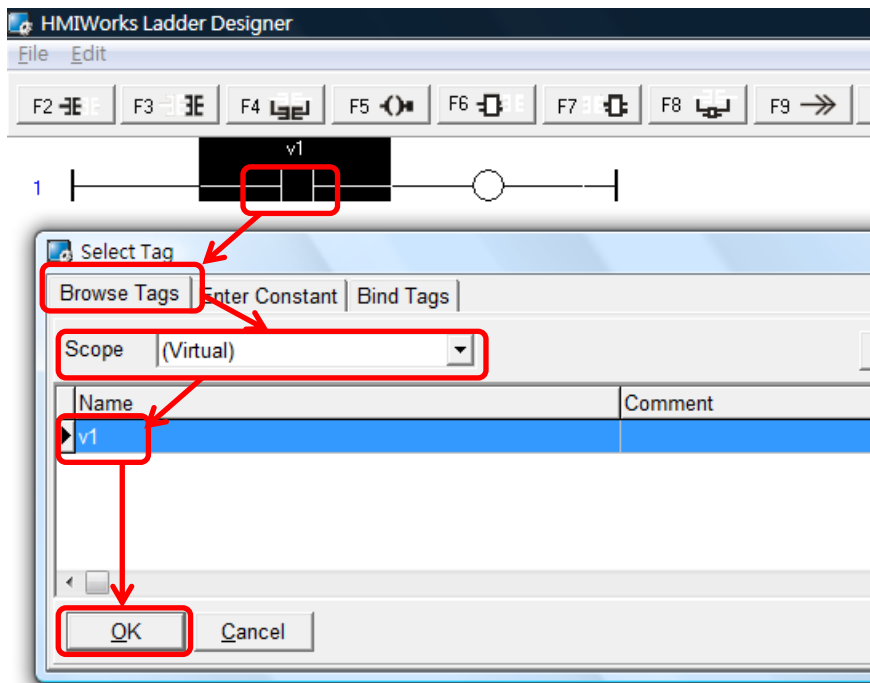 HMIWorks Ladder Designer
File Edit
F2 F3 F4 F5 F6 F7 F8 F9
v1
1
Select Tag
Browse Tags Enter Constant Bind Tags
Scope (Virtual)
Name Comment
v1
OK Cancel